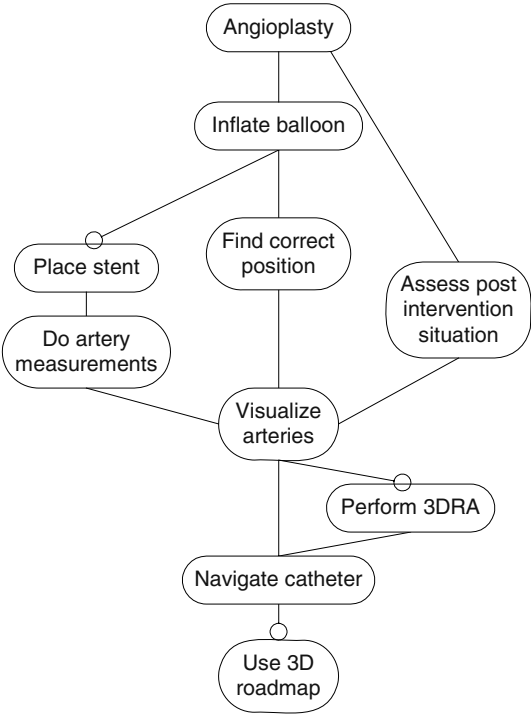 Angioplasty
Inflate balloon
Find correct
position
Place stent
Assess post
intervention
situation
Do artery
measurements
Visualize
arteries
Perform 3DRA
Navigate catheter
Use 3D
roadmap